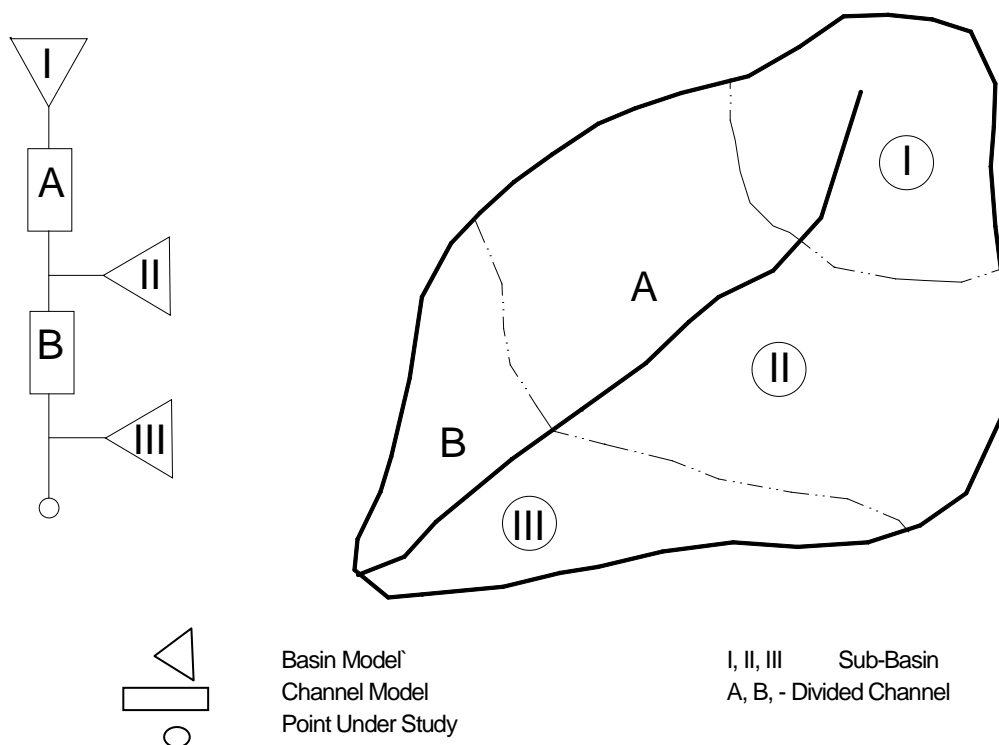 I
A
II
B
III
I
A
II
B
III
Basin Model`
Channel Model
Point Under Study
I, II, III Sub-Basin
A, B, - Divided Channel